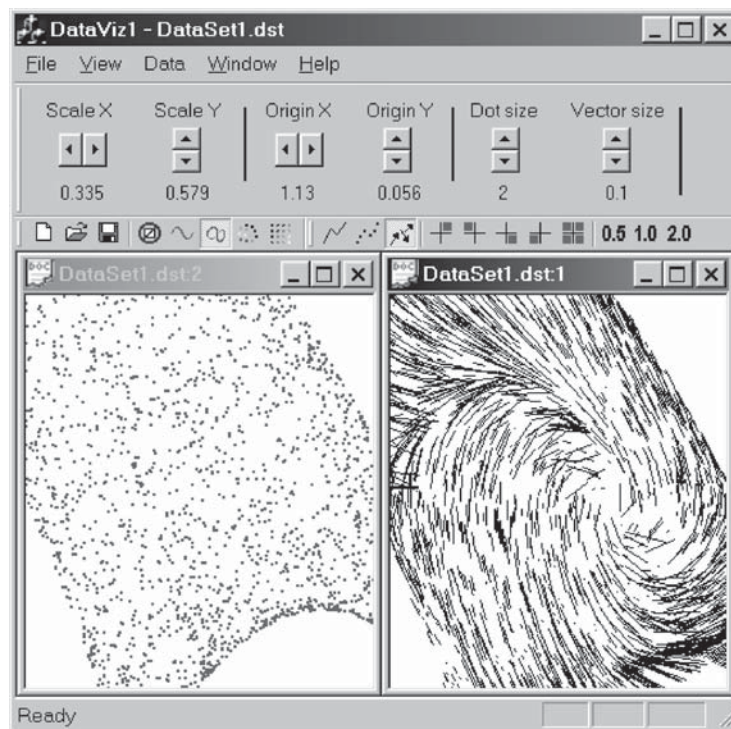 DataViz1 - DataSet1.dst
File View Data Window Help
Scale X Scale Y Origin X Origin Y Dot size Vector size
0.335 0.579 1.13 0.056 2 0.1
0.5 1.0 2.0
DataSet1.dst:2
DataSet1.dst:1
Ready